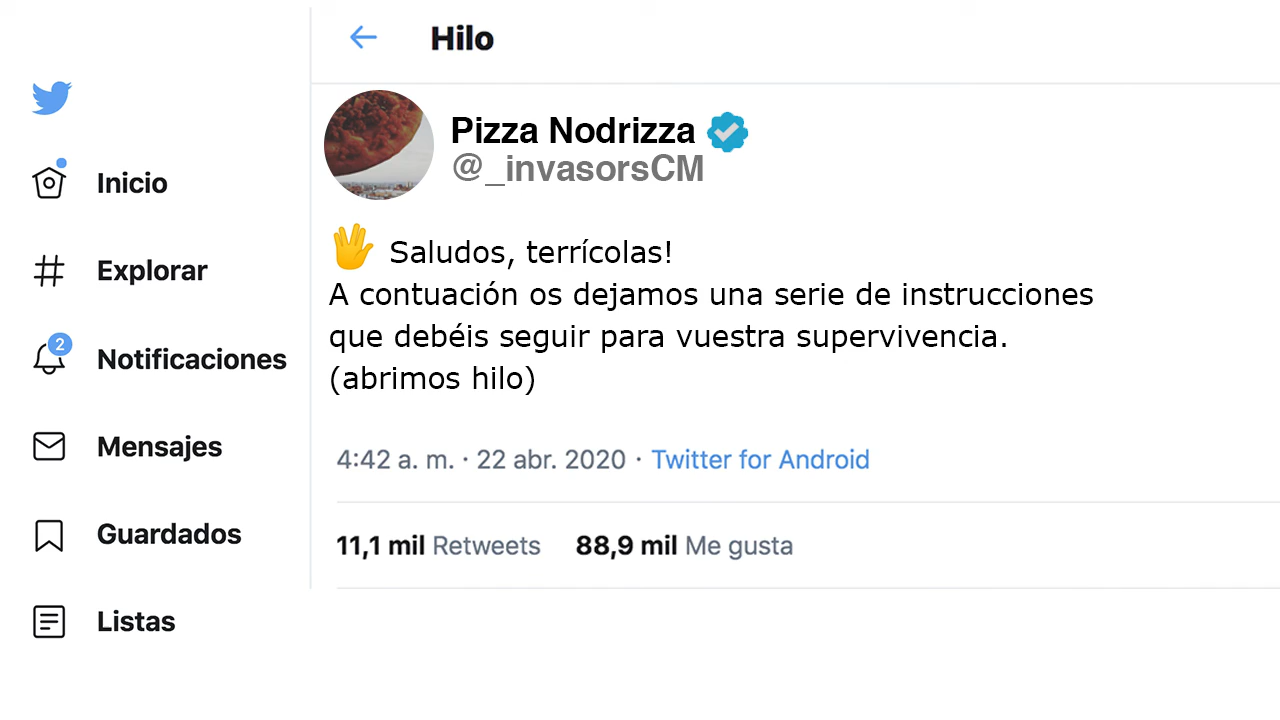 Hilo
Pizza Nodrizza
@_invasorsCM
🖖 Saludos, terrícolas!
A contuación os dejamos una serie de instrucciones
que debéis seguir para vuestra supervivencia.
(abrimos hilo)
4:42 a. m. · 22 abr. 2020 · Twitter for Android
11,1 mil Retweets 88,9 mil Me gusta
Inicio
Explorar
2
Notificaciones
Mensajes
Guardados
Listas